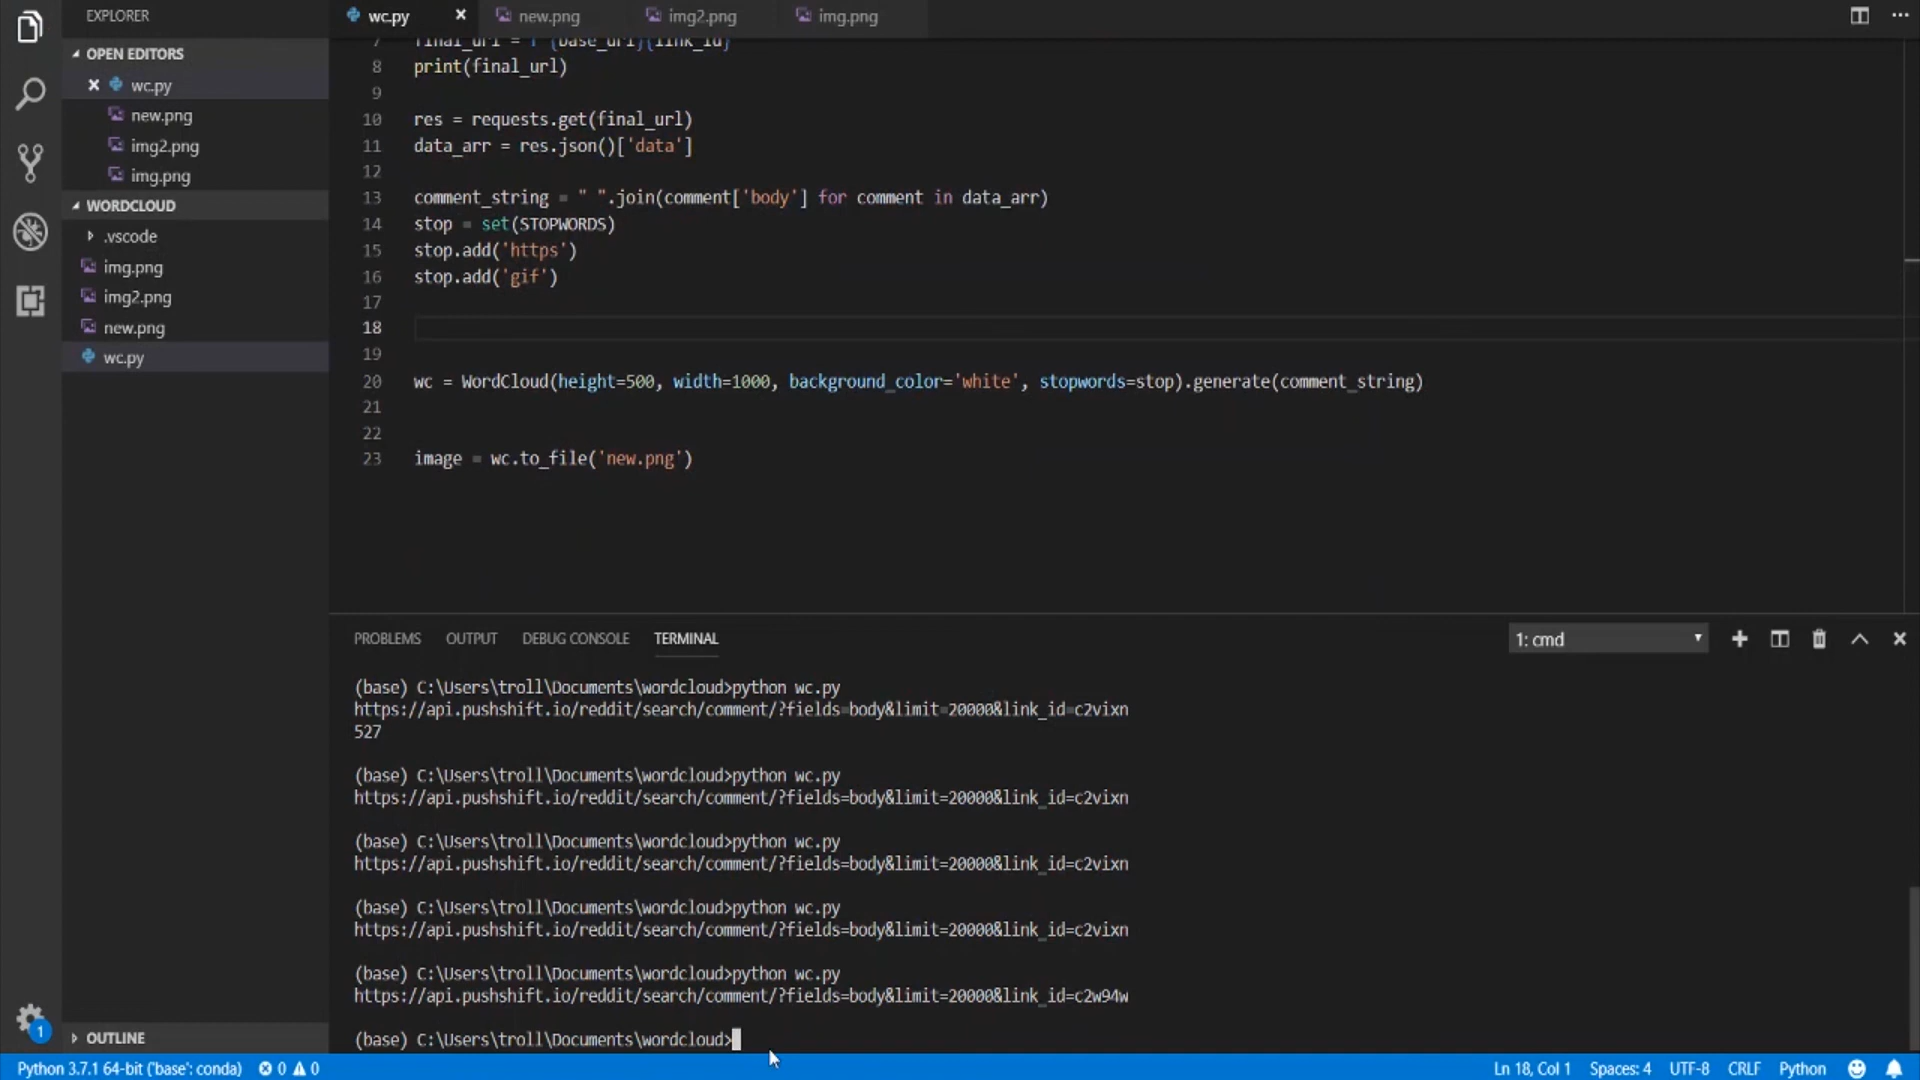 EXPLORER
OPEN EDITORS
wc.py
new.png
img2.png
img.png
WORDCLOUD
.vscode
img.png
img2.png
new.png
wc.py
OUTLINE
wc.py new.png img2.png img.png
7 final_url = f'{base_url}{link_id}'
8 print(final_url)
9
10 res = requests.get(final_url)
11 data_arr = res.json()['data']
12
13 comment_string = " ".join(comment['body'] for comment in data_arr)
14 stop = set(STOPWORDS)
15 stop.add('https')
16 stop.add('gif')
17
18
19
20 wc = WordCloud(height=500, width=1000, background_color='white', stopwords=stop).generate(comment_string)
21
22
23 image = wc.to_file('new.png')
PROBLEMS OUTPUT DEBUG CONSOLE TERMINAL 1: cmd
(base) C:\Users\troll\Documents\wordcloud>python wc.py
https://api.pushshift.io/reddit/search/comment/?fields=body&limit=20000&link_id=c2vixn
527
(base) C:\Users\troll\Documents\wordcloud>python wc.py
https://api.pushshift.io/reddit/search/comment/?fields=body&limit=20000&link_id=c2vixn
(base) C:\Users\troll\Documents\wordcloud>python wc.py
https://api.pushshift.io/reddit/search/comment/?fields=body&limit=20000&link_id=c2vixn
(base) C:\Users\troll\Documents\wordcloud>python wc.py
https://api.pushshift.io/reddit/search/comment/?fields=body&limit=20000&link_id=c2vixn
(base) C:\Users\troll\Documents\wordcloud>python wc.py
https://api.pushshift.io/reddit/search/comment/?fields=body&limit=20000&link_id=c2w94w
(base) C:\Users\troll\Documents\wordcloud>
1
Python 3.7.1 64-bit ('base': conda) 0 0 Ln 18, Col 1 Spaces: 4 UTF-8 CRLF Python